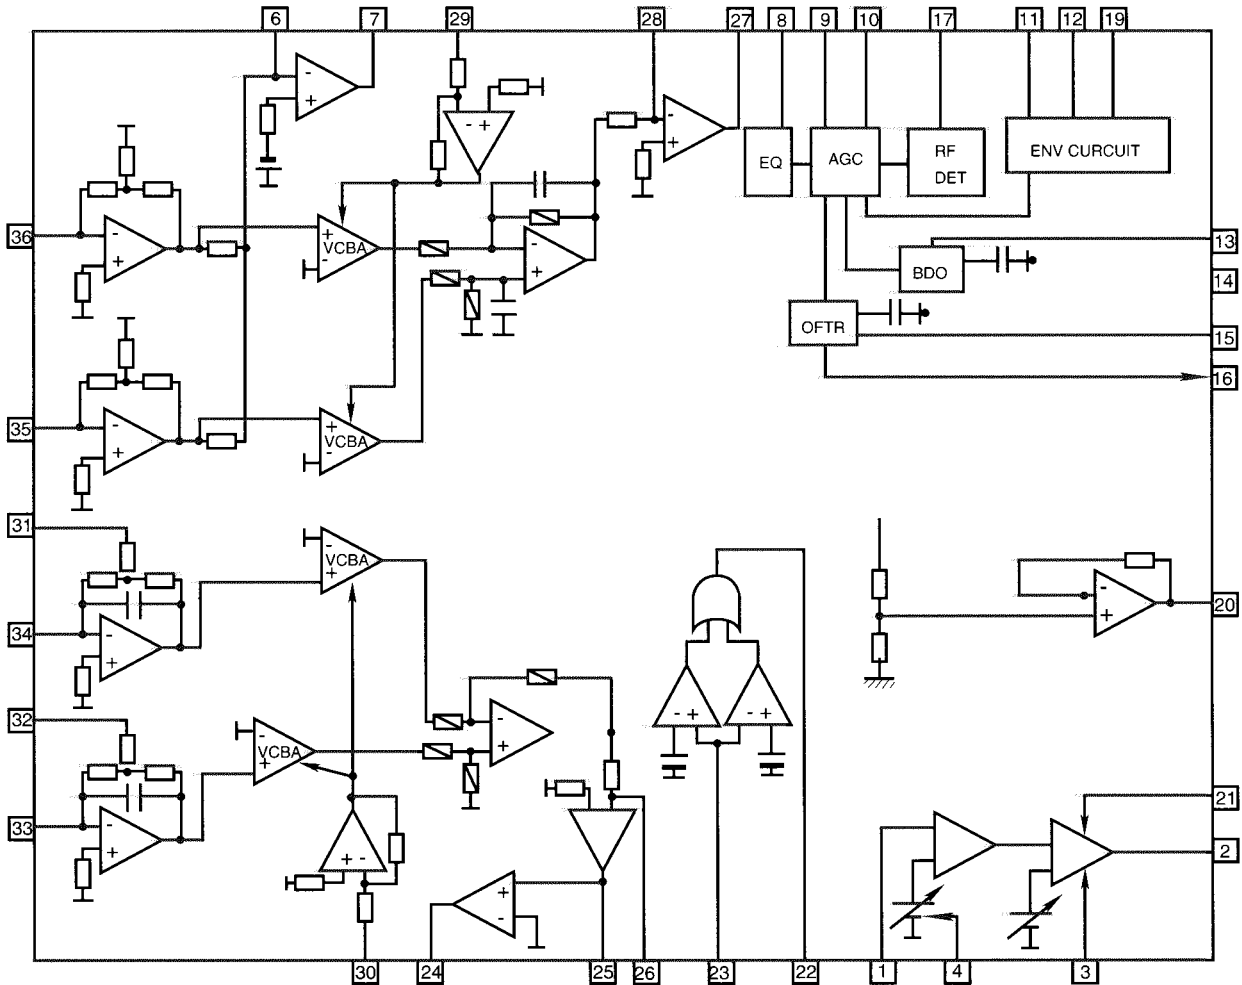 6 7 29 28 27 8 9 10 17 11 12 19
- +
- +
- +
EQ AGC RF DET ENV CURCUIT
36 - + + VCBA - - + 13
BDO
14
OFTR 15
16
35 - + + VCBA -
31 - VCBA +
34 - + - + 20
32
- VCBA + - + - + - +
33 - + 21
+ - 2
+ -
30 24 25 26 23 22 1 4 3